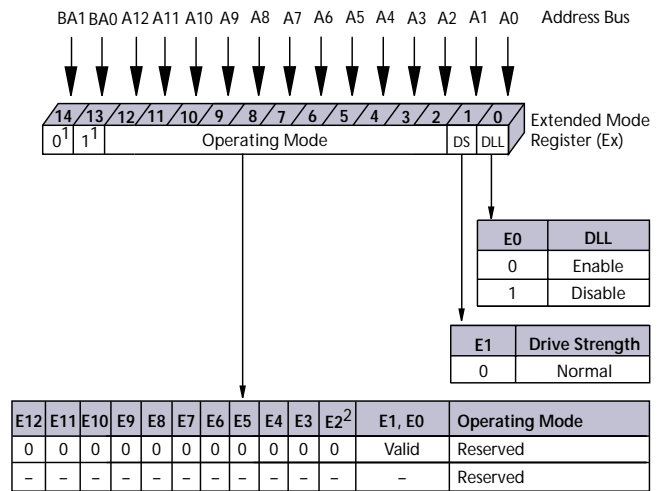 BA1 BA0 A12 A11 A10 A9 A8 A7 A6 A5 A4 A3 A2 A1 A0 Address Bus
14 13 12 11 10 9 8 7 6 5 4 3 2 1 0 Extended Mode
0¹ 1¹ Operating Mode DS DLL Register (Ex)
E0 DLL
0 Enable
1 Disable
E1 Drive Strength
0 Normal
E12 E11 E10 E9 E8 E7 E6 E5 E4 E3 E2² E1, E0 Operating Mode
0 0 0 0 0 0 0 0 0 0 0 Valid Reserved
– – – – – – – – – – – – Reserved